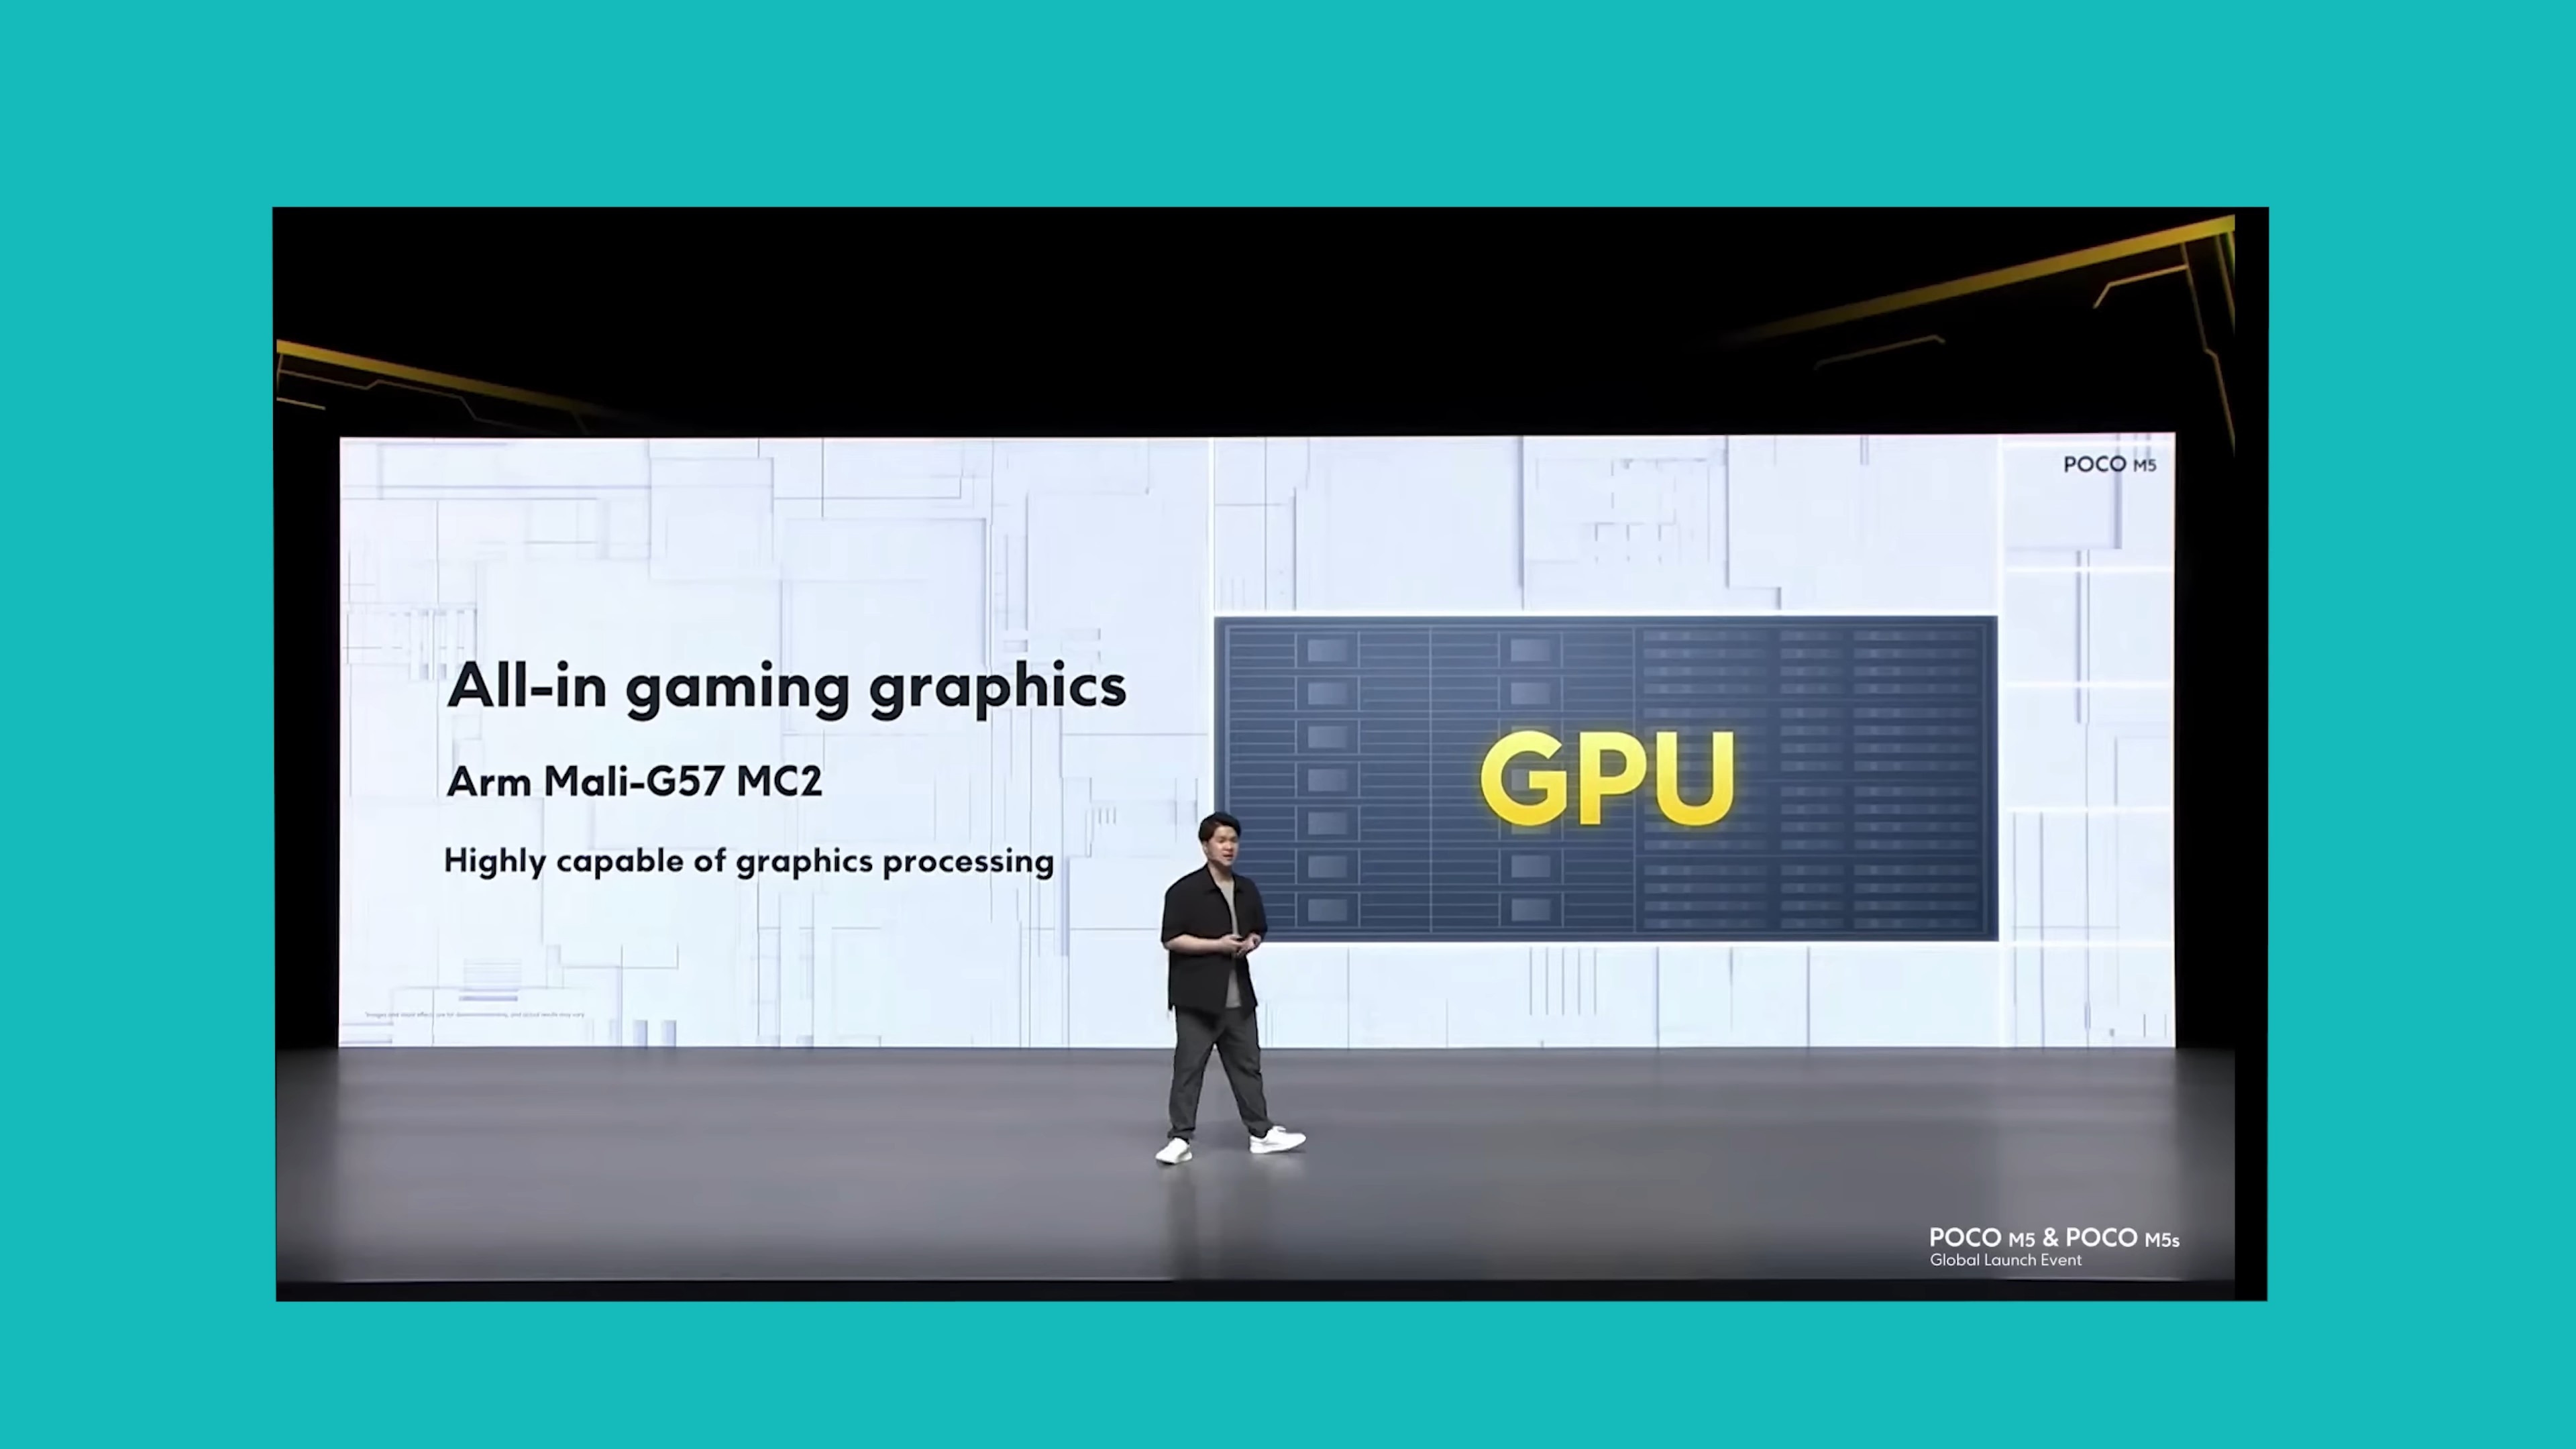 POCO M5
All-in gaming graphics
Arm Mali-G57 MC2
Highly capable of graphics processing
GPU
POCO M5 & POCO M5s
Global Launch Event